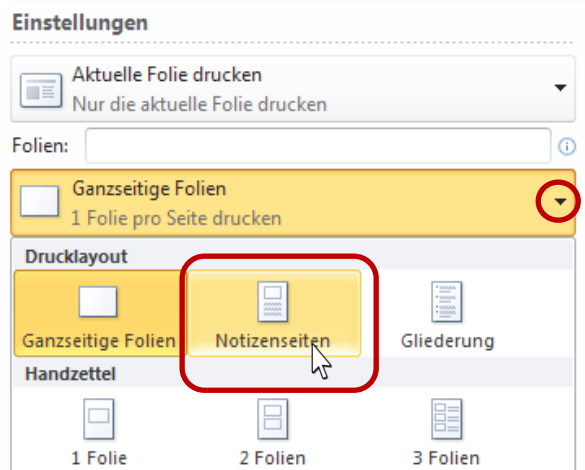 Einstellungen
Aktuelle Folie drucken
Nur die aktuelle Folie drucken
Folien:
Ganzseitige Folien
1 Folie pro Seite drucken
Drucklayout
Ganzseitige Folien Notizenseiten Gliederung
Handzettel
1 Folie 2 Folien 3 Folien